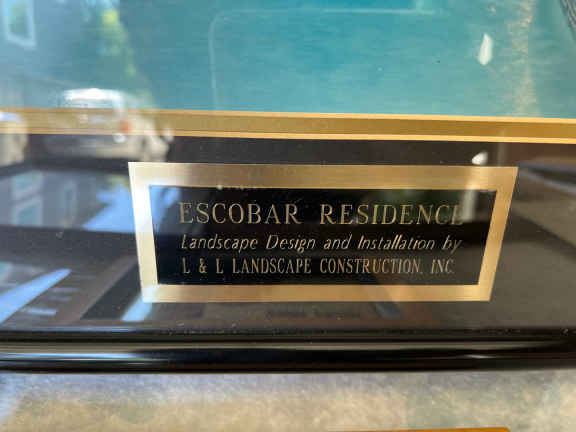 ESCOBAR RESIDENCE
Landscape Design and Installation by
L & L LANDSCAPE CONSTRUCTION, INC.